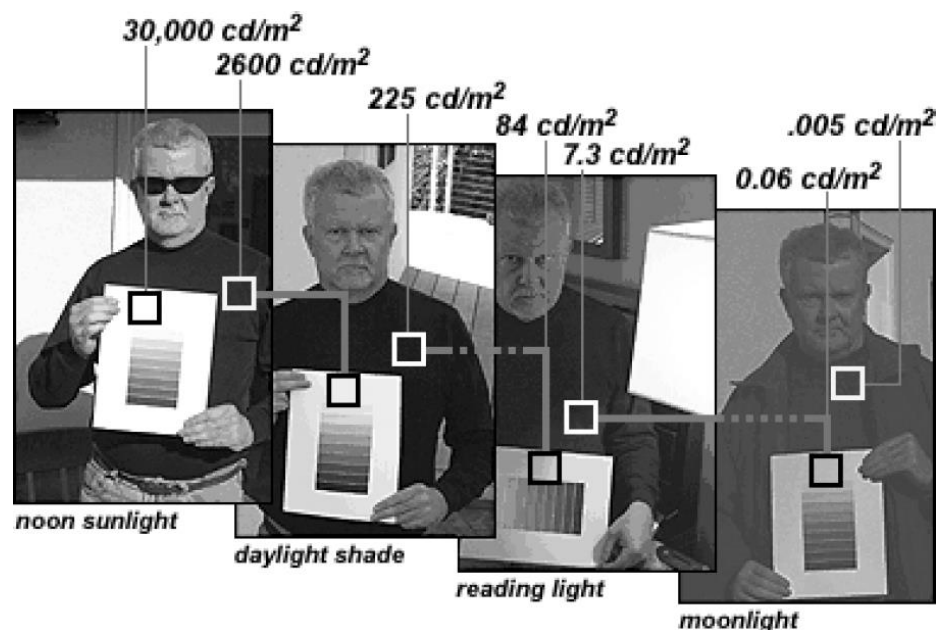 30,000 cd/m²
2600 cd/m²
225 cd/m²
84 cd/m²
.005 cd/m²
7.3 cd/m²
0.06 cd/m²
noon sunlight
daylight shade
reading light
moonlight